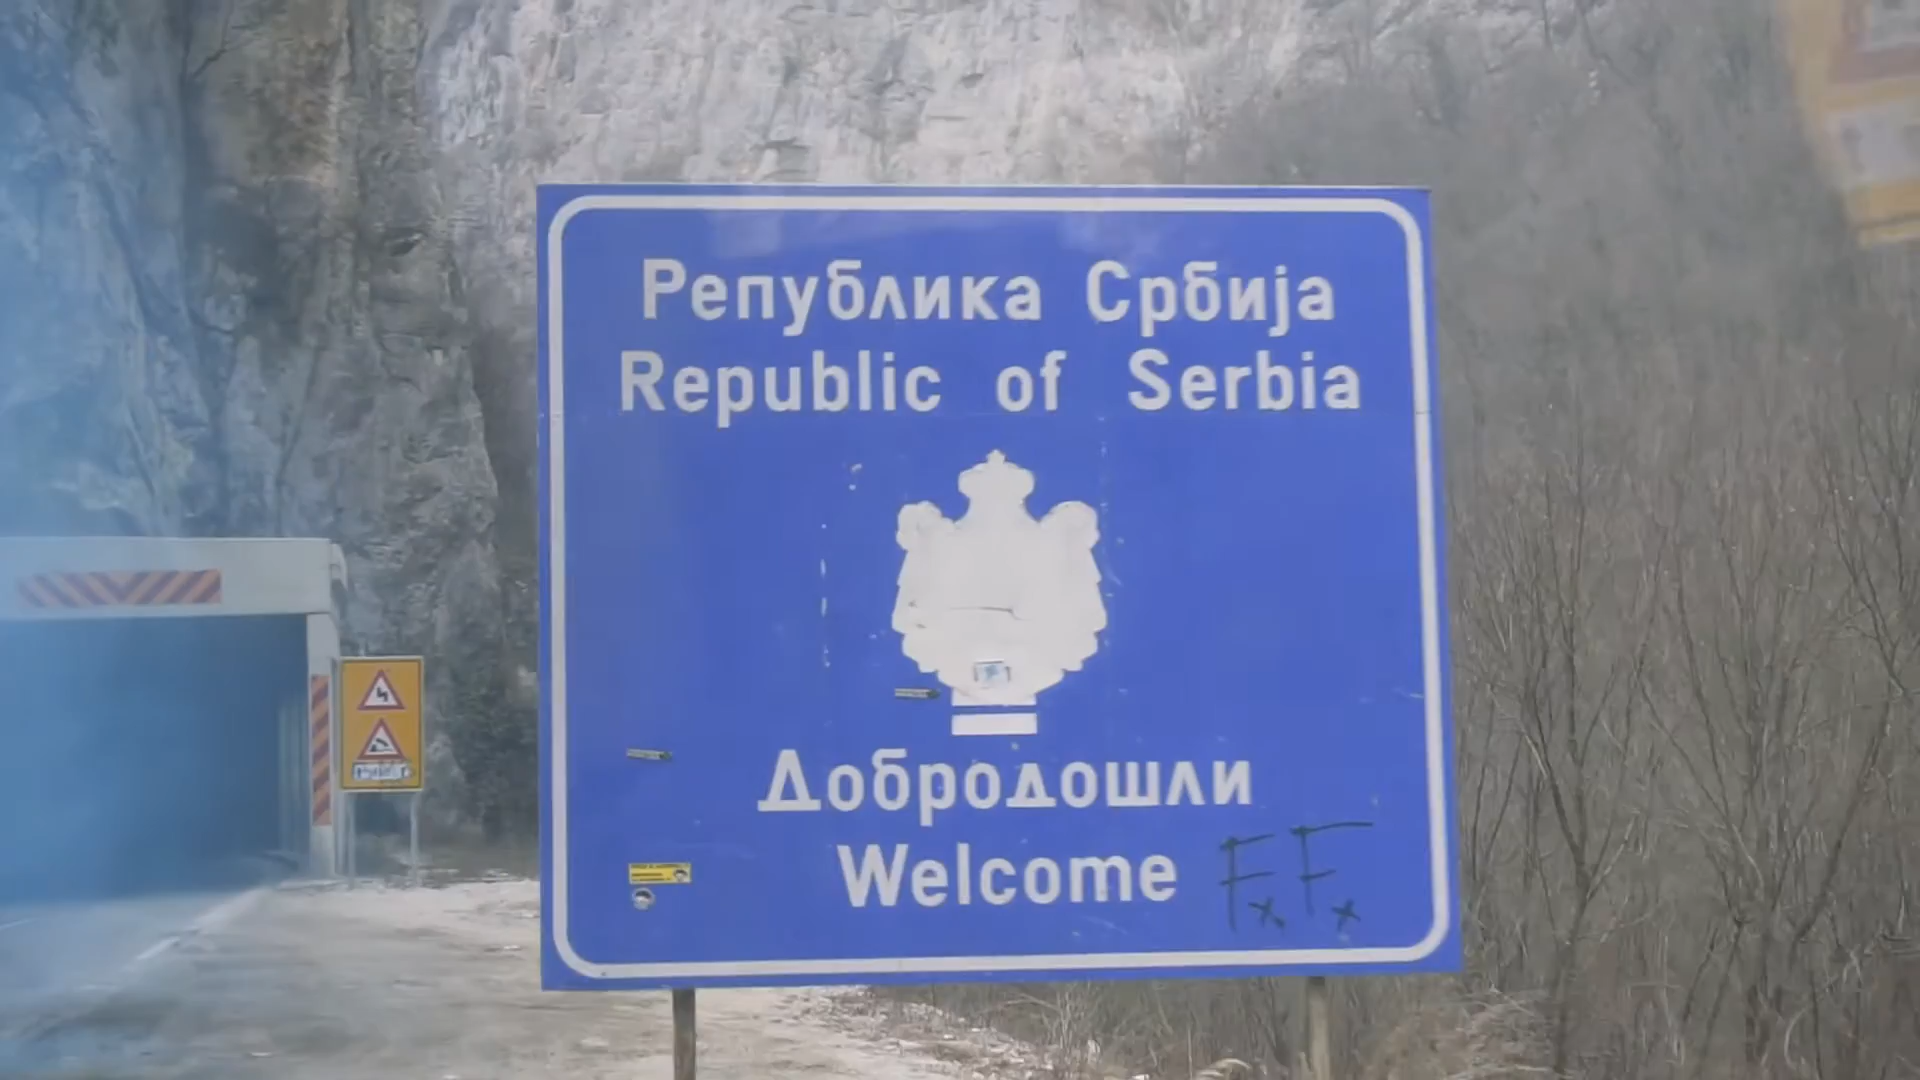 Република Србија
Republic of Serbia
Добродошли
Welcome
FxFx